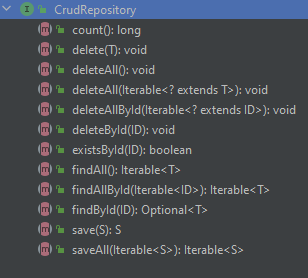 CrudRepository
count(): long
delete(T): void
deleteAll(): void
deleteAll(Iterable<? extends T>): void
deleteAllById(Iterable<? extends ID>): void
deleteById(ID): void
existsById(ID): boolean
findAll(): Iterable<T>
findAllById(Iterable<ID>): Iterable<T>
findById(ID): Optional<T>
save(S): S
saveAll(Iterable<S>): Iterable<S>